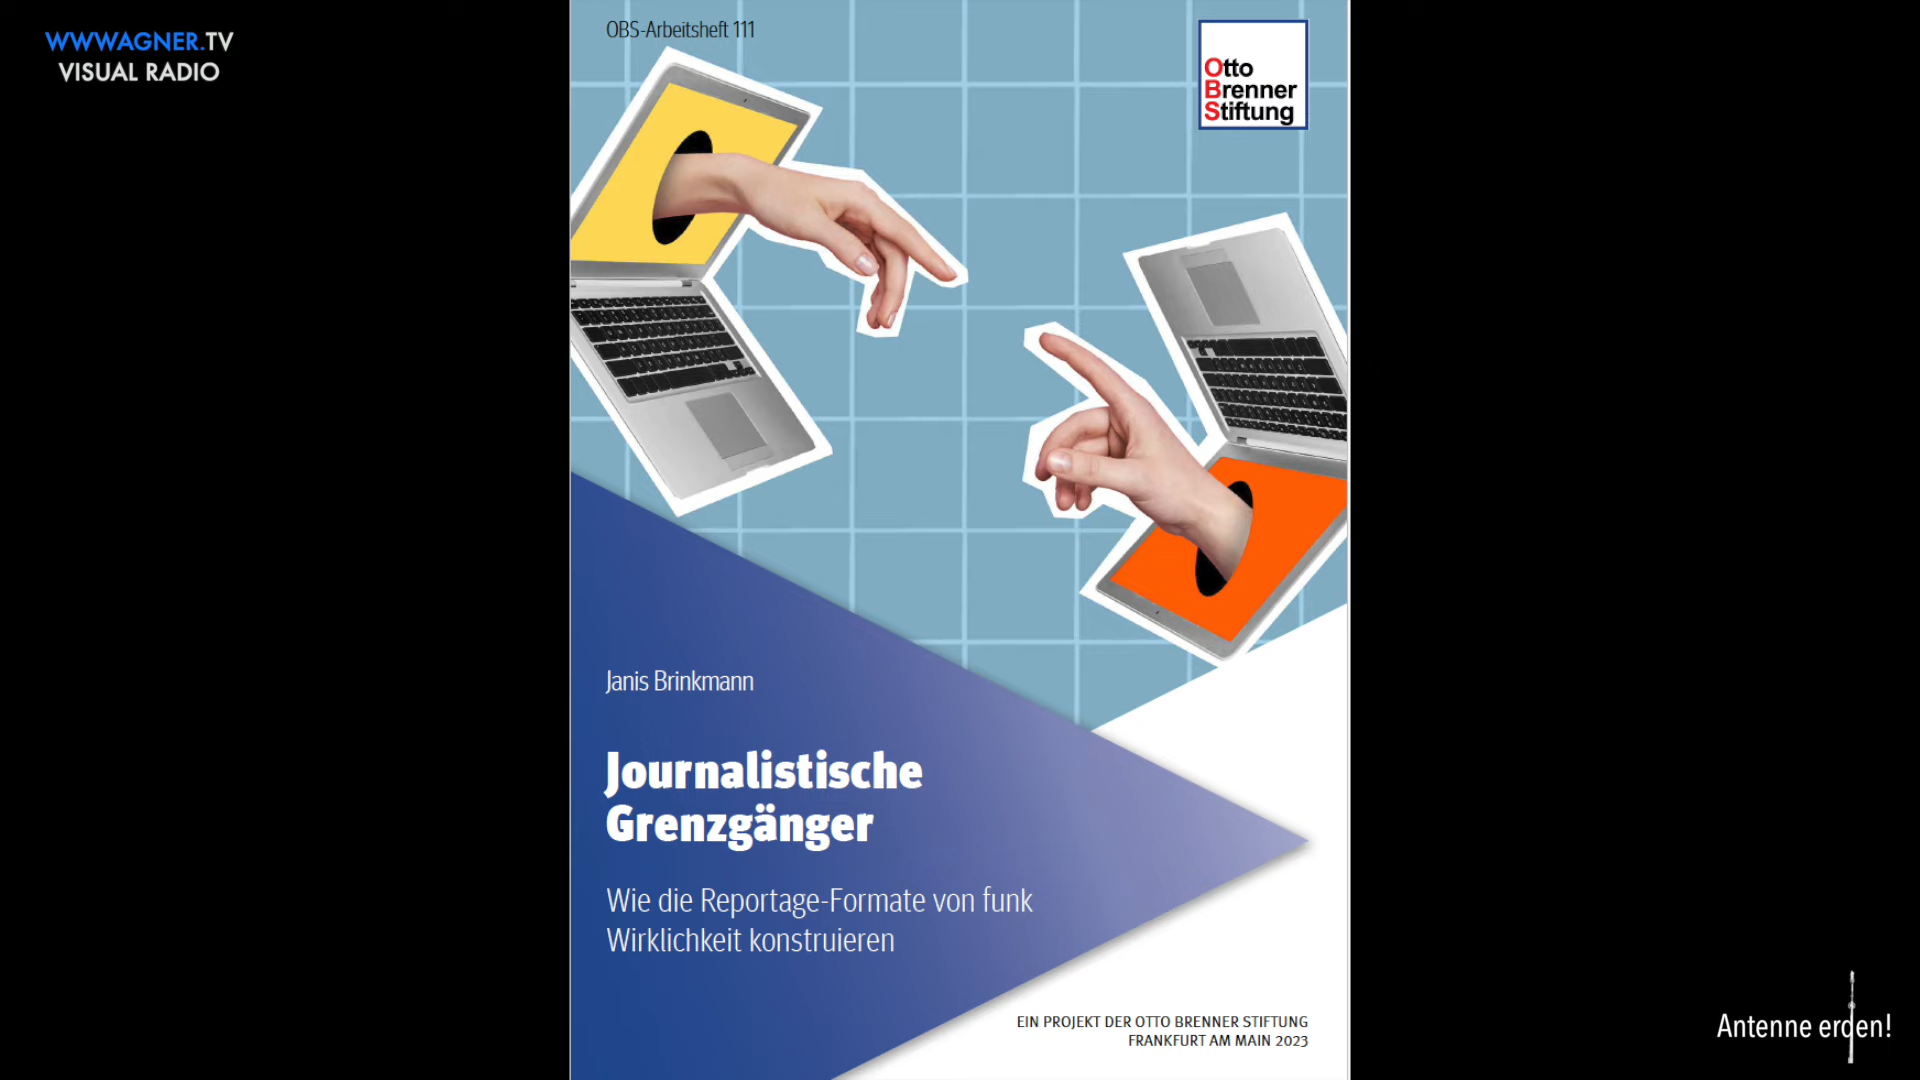 WWWAGNER.TV
VISUAL RADIO
OBS-Arbeitsheft 111
Otto
Brenner
Stiftung
Janis Brinkmann
Journalistische
Grenzgänger
Wie die Reportage-Formate von funk
Wirklichkeit konstruieren
EIN PROJEKT DER OTTO BRENNER STIFTUNG
FRANKFURT AM MAIN 2023
Antenne erden!